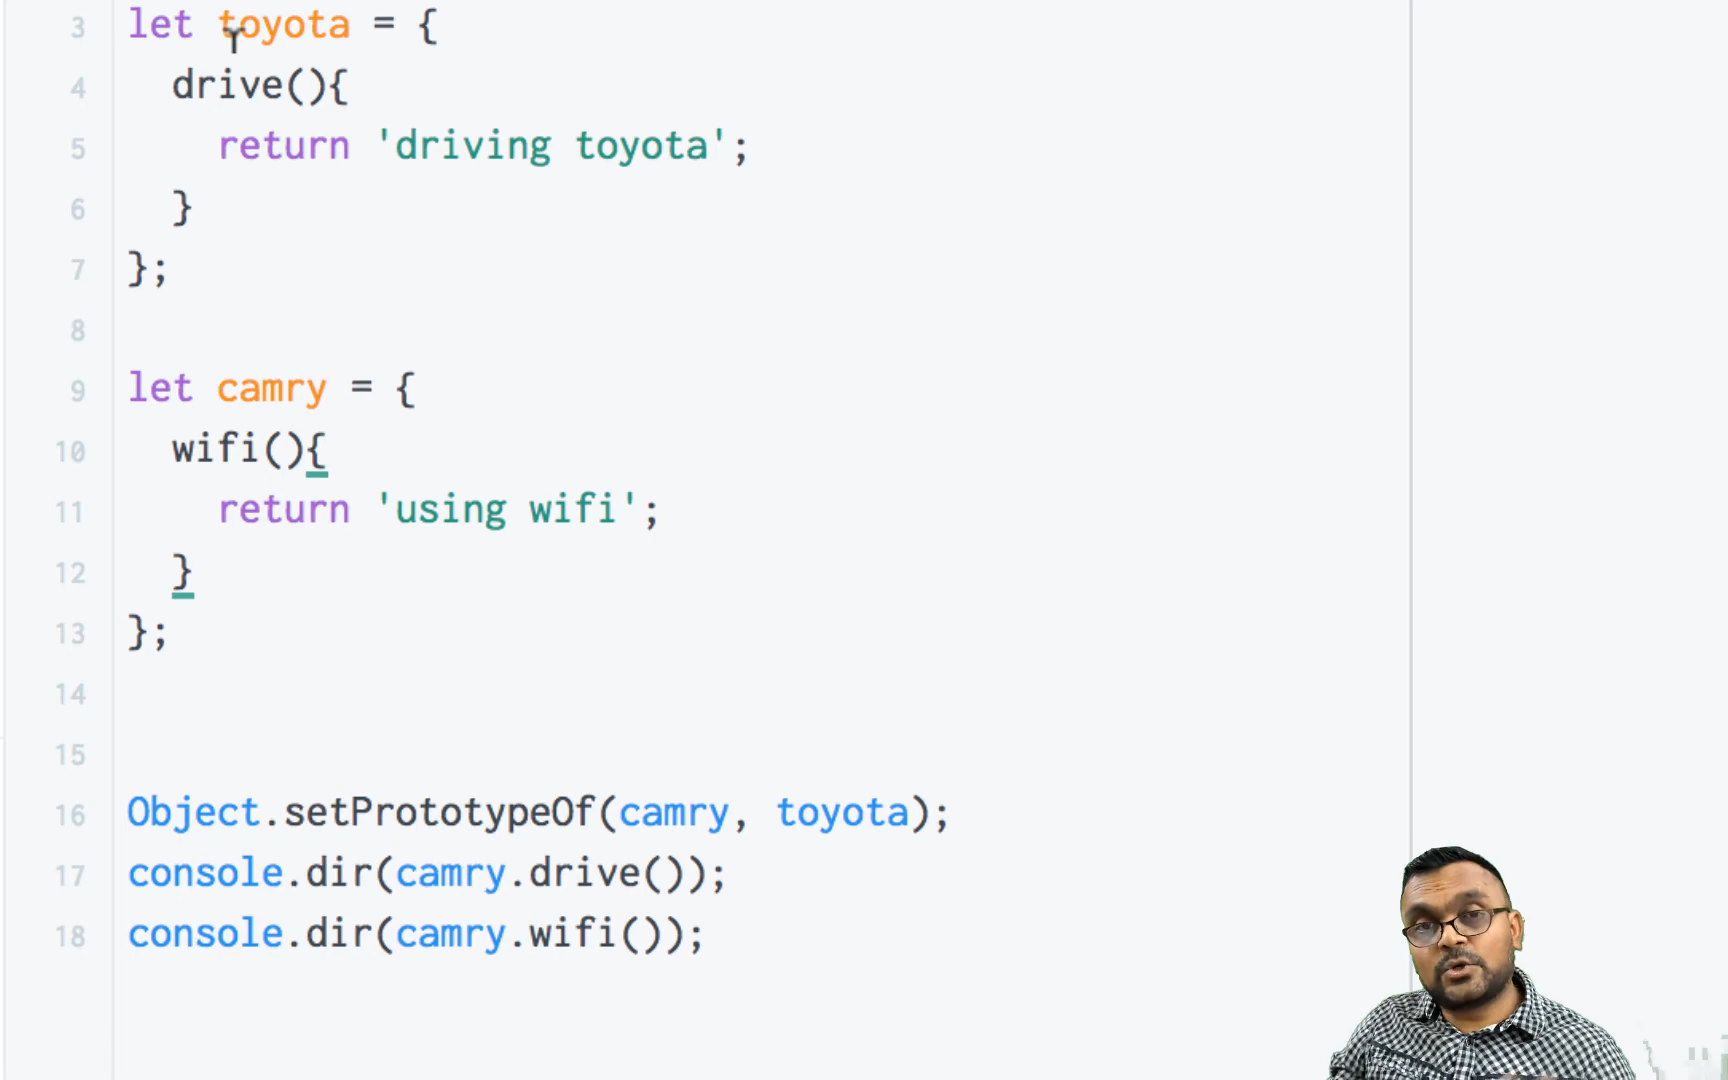 3 let toyota = {
4 drive(){
5 return 'driving toyota';
6 }
7 };
8
9 let camry = {
10 wifi(){
11 return 'using wifi';
12 }
13 };
14
15
16 Object.setPrototypeOf(camry, toyota);
17 console.dir(camry.drive());
18 console.dir(camry.wifi());